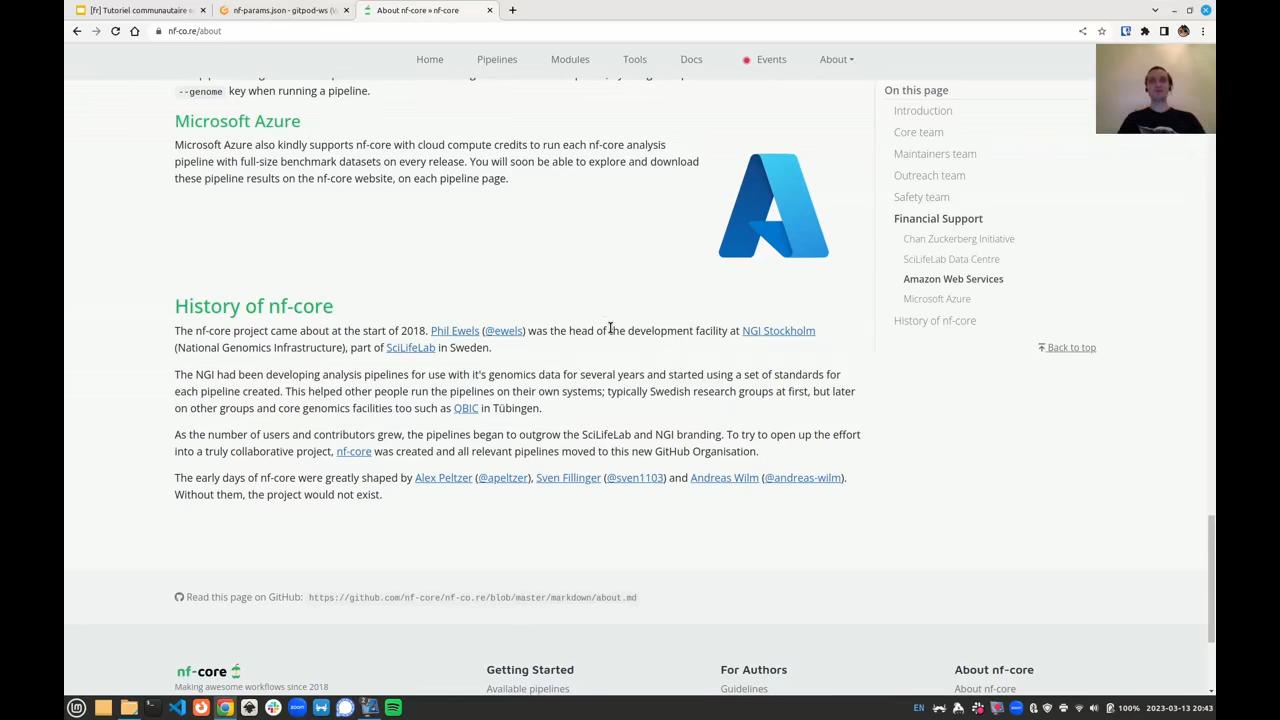 [fr] Tutoriel communautaire
nf-params.json - gitpod-ws (
About nf-core » nf-core
nf-co.re/about
Home
Pipelines
Modules
Tools
Docs
Events
About
--genome key when running a pipeline.
Microsoft Azure
Microsoft Azure also kindly supports nf-core with cloud compute credits to run each nf-core analysis
pipeline with full-size benchmark datasets on every release. You will soon be able to explore and download
these pipeline results on the nf-core website, on each pipeline page.
History of nf-core
The nf-core project came about at the start of 2018. Phil Ewels (@ewels) was the head of the development facility at NGI Stockholm
(National Genomics Infrastructure), part of SciLifeLab in Sweden.
The NGI had been developing analysis pipelines for use with it's genomics data for several years and started using a set of standards for
each pipeline created. This helped other people run the pipelines on their own systems; typically Swedish research groups at first, but later
on other groups and core genomics facilities too such as QBIC in Tübingen.
As the number of users and contributors grew, the pipelines began to outgrow the SciLifeLab and NGI branding. To try to open up the effort
into a truly collaborative project, nf-core was created and all relevant pipelines moved to this new GitHub Organisation.
The early days of nf-core were greatly shaped by Alex Peltzer (@apeltzer), Sven Fillinger (@sven1103) and Andreas Wilm (@andreas-wilm).
Without them, the project would not exist.
On this page
Introduction
Core team
Maintainers team
Outreach team
Safety team
Financial Support
Chan Zuckerberg Initiative
SciLifeLab Data Centre
Amazon Web Services
Microsoft Azure
History of nf-core
Back to top
Read this page on GitHub: https://github.com/nf-core/nf-co.re/blob/master/markdown/about.md
nf-core
Making awesome workflows since 2018
Getting Started
Available pipelines
For Authors
Guidelines
About nf-core
About nf-core
EN
100%
2023-03-13 20:43